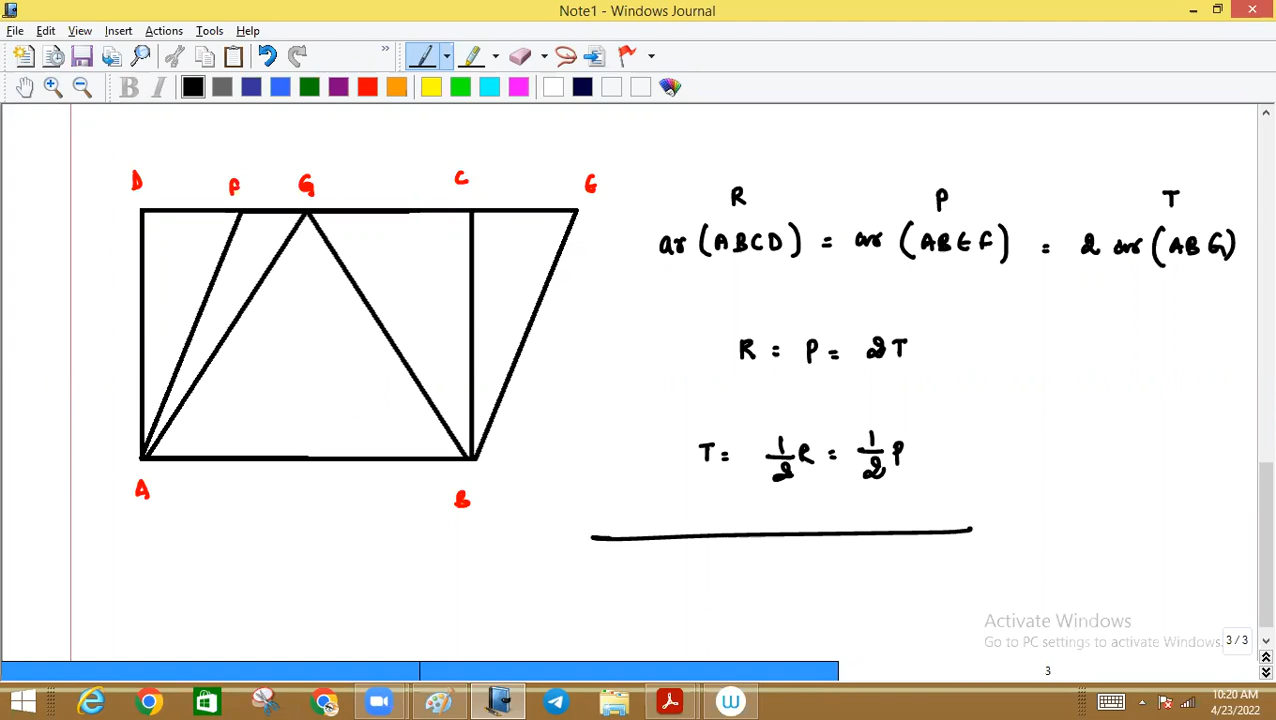 Note1 - Windows Journal
File Edit View Insert Actions Tools Help
B I
D F G C E
R P T
ar (ABCD) = ar (ABEF) = 2 ar (ABG)
R = P = 2T
T = 1/2 R = 1/2 P
A B
Activate Windows
Go to PC settings to activate Windows.
3 / 3
3
10:20 AM
4/23/2022